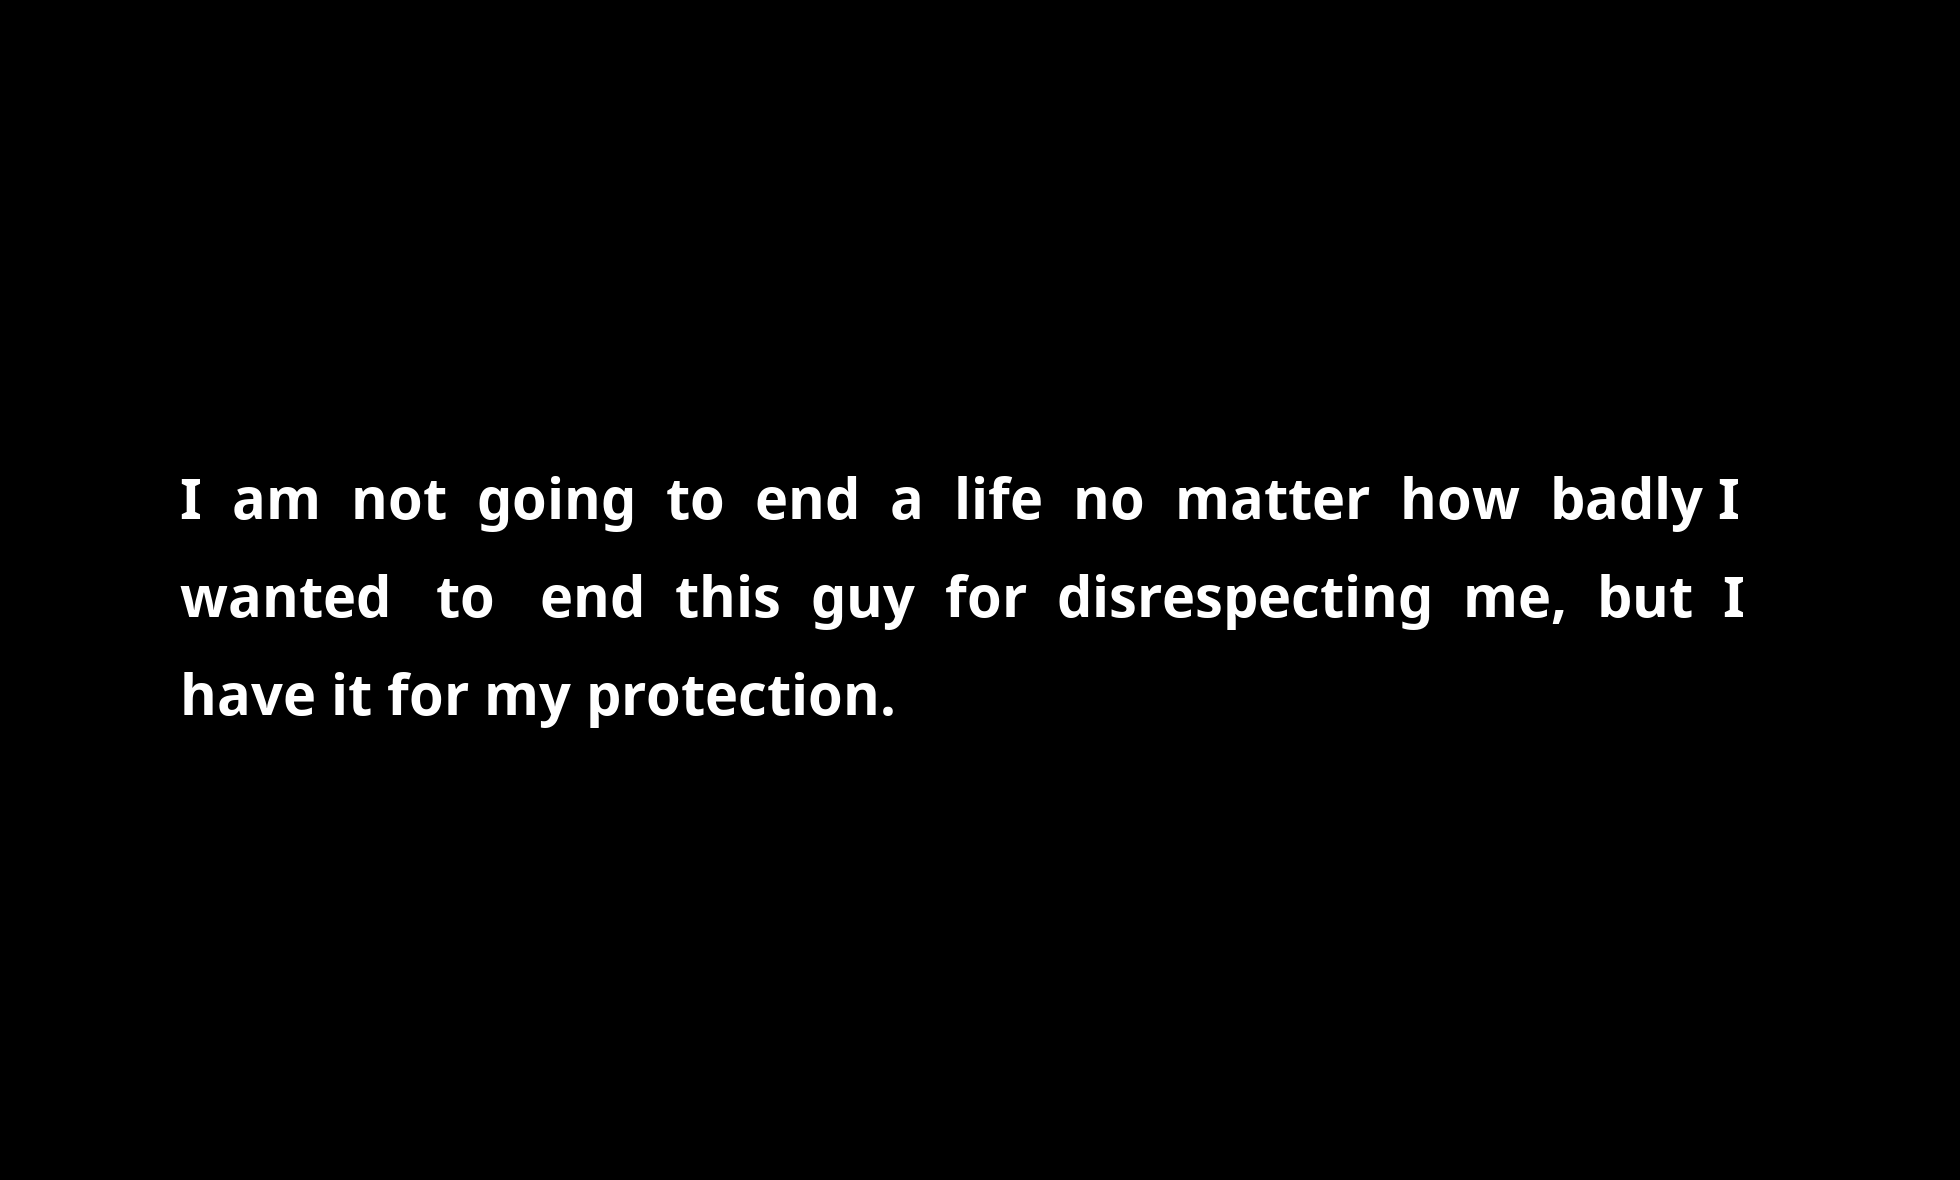 I am not going to end a life no matter how badly I
wanted to end this guy for disrespecting me, but I
have it for my protection.